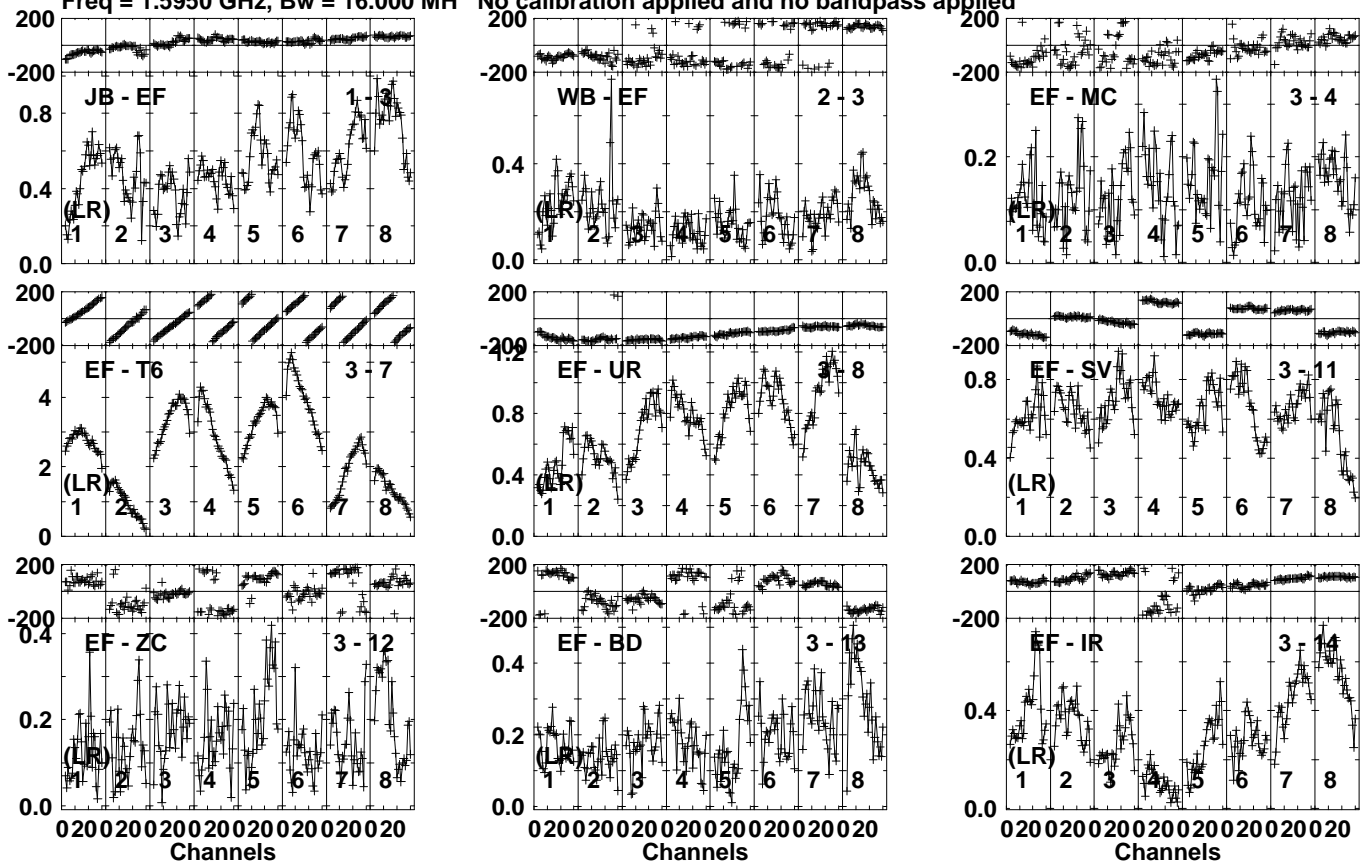 Freq = 1.5950 GHz, Bw = 16.000 MH No calibration applied and no bandpass applied
200
-200
JB - EF 1 - 3
0.8
0.4
(LR)
1 2 3 4 5 6 7 8
0.0
-200
WB - EF 2 - 3
0.4
(LR)
1 2 3 4 5 6 7 8
0.0
-200
EF - MC 3 - 4
0.2
(LR)
1 2 3 4 5 6 7 8
0.0
200
-200
EF - T6 3 - 7
4
2
(LR)
1 2 3 4 5 6 7 8
0
200
-200
1.2
EF - UR 3 - 8
0.8
0.4
(LR)
1 2 3 4 5 6 7 8
0.0
200
-200
EF - SV 3 - 11
0.8
0.4
(LR)
1 2 3 4 5 6 7 8
0.0
200
-200
0.4
EF - ZC 3 - 12
0.2
(LR)
1 2 3 4 5 6 7 8
0.0
0 20 0 20 0 20 0 20 0 20 0 20 0 20 0 20
Channels
200
-200
EF - BD 3 - 13
0.4
0.2
(LR)
1 2 3 4 5 6 7 8
0.0
0 20 0 20 0 20 0 20 0 20 0 20 0 20 0 20
Channels
200
-200
EF - IR 3 - 14
0.4
(LR)
1 2 3 4 5 6 7 8
0.0
0 20 0 20 0 20 0 20 0 20 0 20 0 20 0 20
Channels